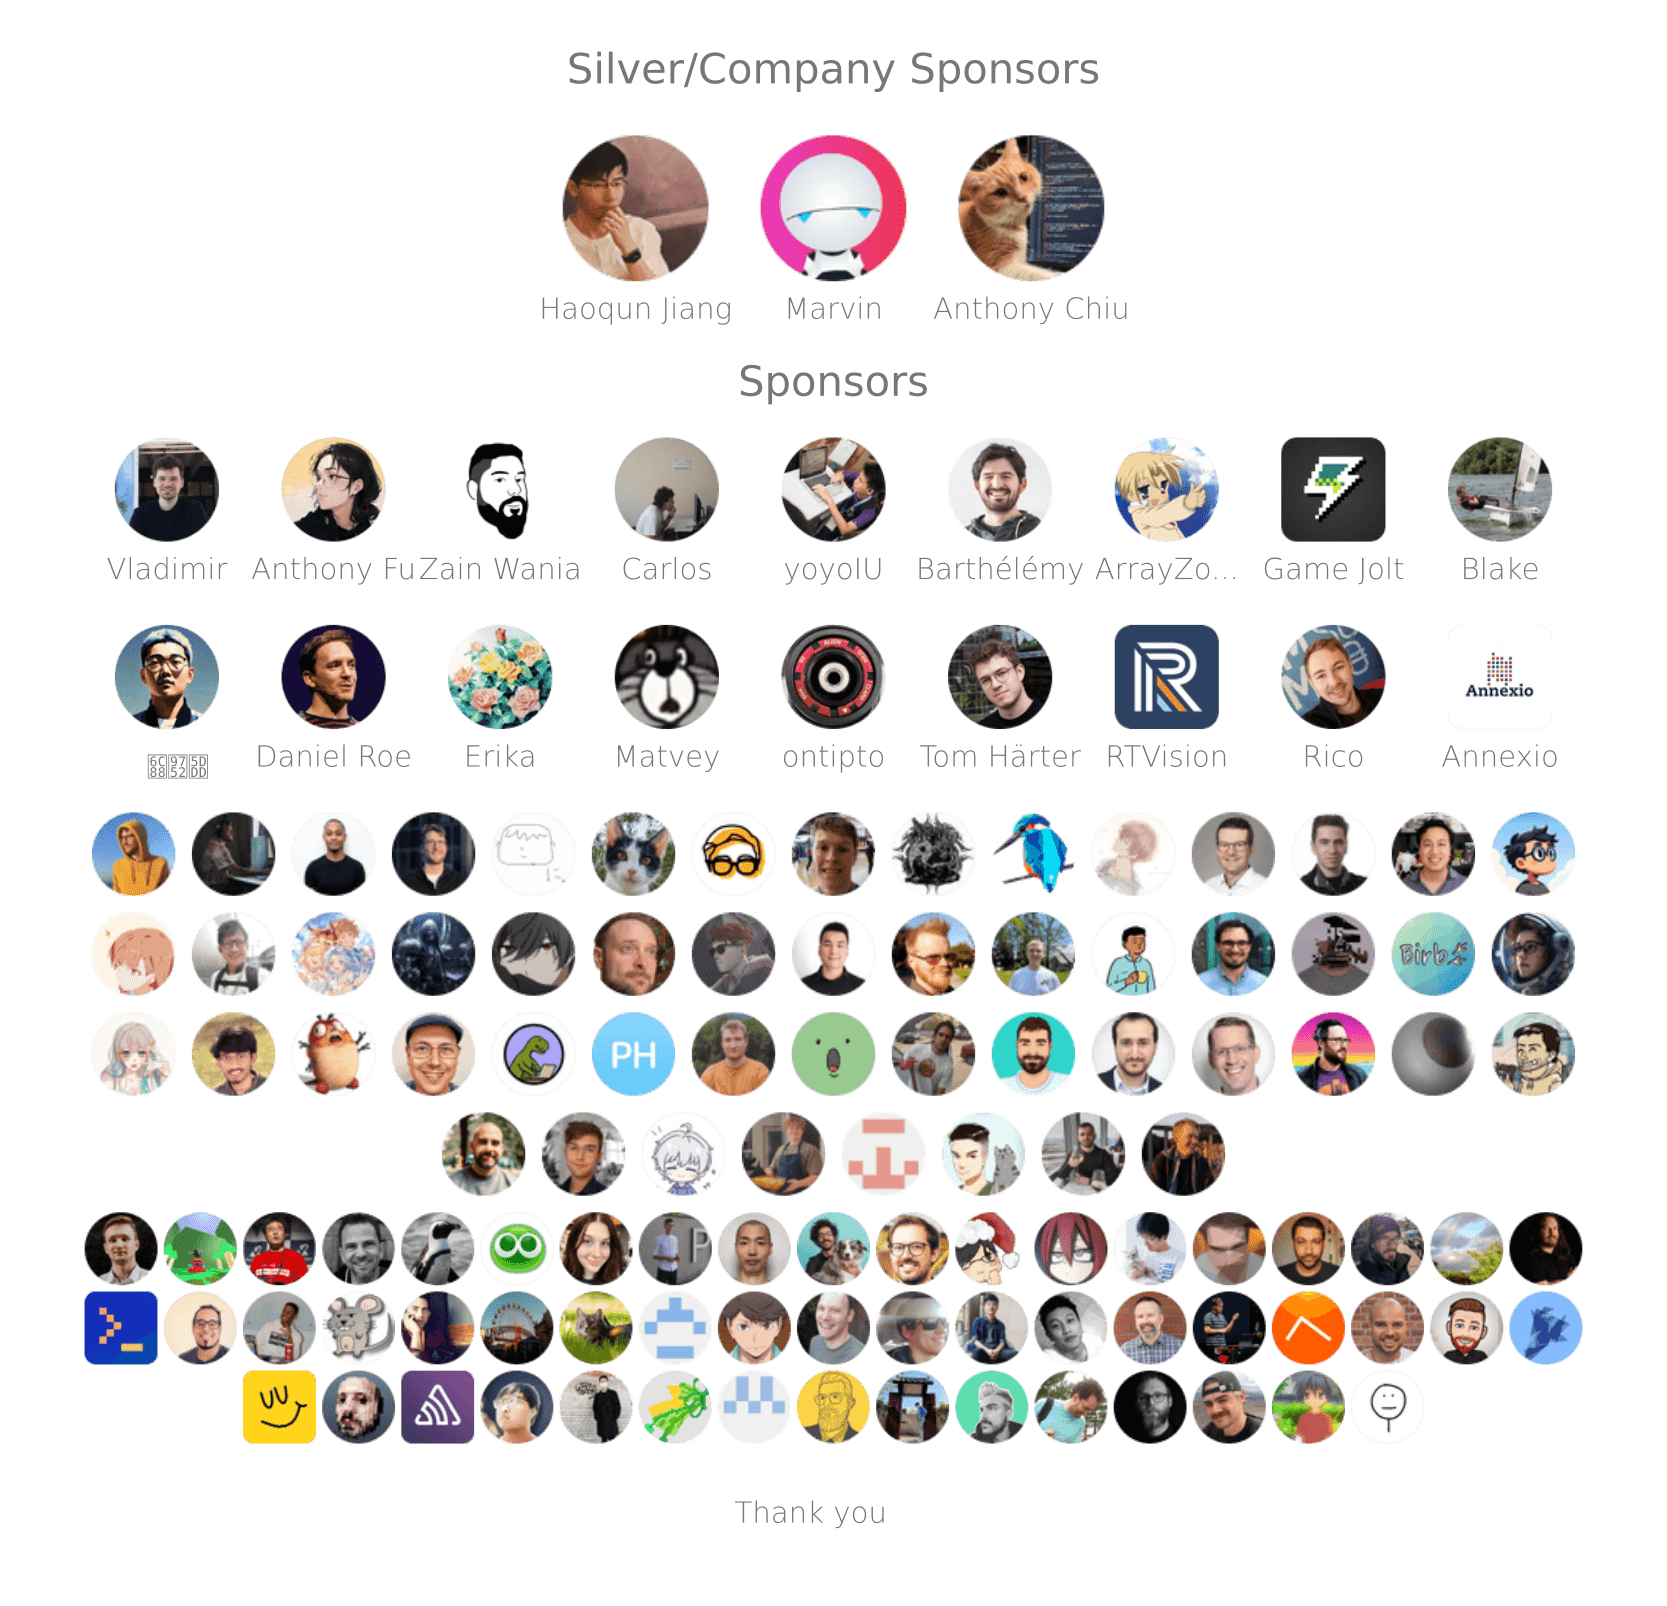 Silver/Company Sponsors
Haoqun Jiang Marvin Anthony Chiu
Sponsors
Vladimir Anthony Fu Zain Wania Carlos yoyoIU Barthélémy ArrayZo... Game Jolt Blake
Annexio
Daniel Roe Erika Matvey ontipto Tom Härter RTVision Rico Annexio
Birb
PH
Thank you